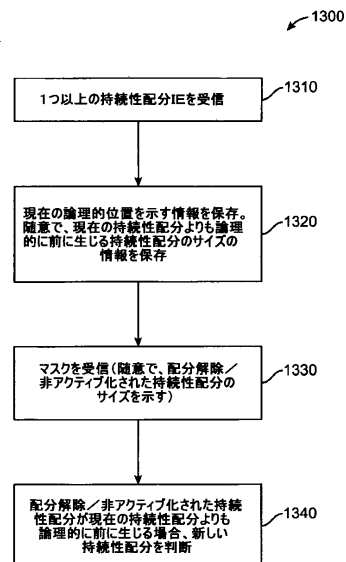 1300
1つ以上の持続性配分IEを受信
1310
現在の論理的位置を示す情報を保存。
随意で、現在の持続性配分よりも論理
的に前に生じる持続性配分のサイズの
情報を保存
1320
マスクを受信(随意で、配分解除/
非アクティブ化された持続性配分の
サイズを示す)
1330
配分解除/非アクティブ化された持続
性配分が現在の持続性配分よりも
論理的に前に生じる場合、新しい
持続性配分を判断
1340